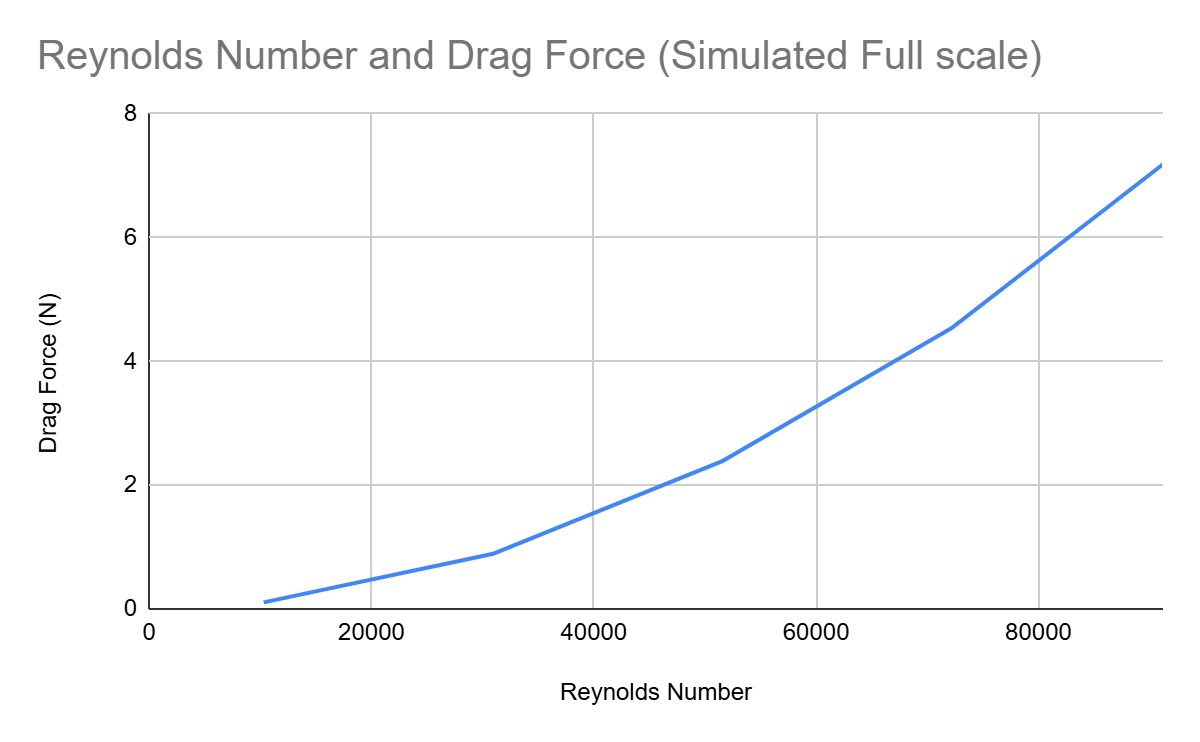 Reynolds Number and Drag Force (Simulated Full scale)
8
6
4
2
0
Drag Force (N)
0 20000 40000 60000 80000
Reynolds Number